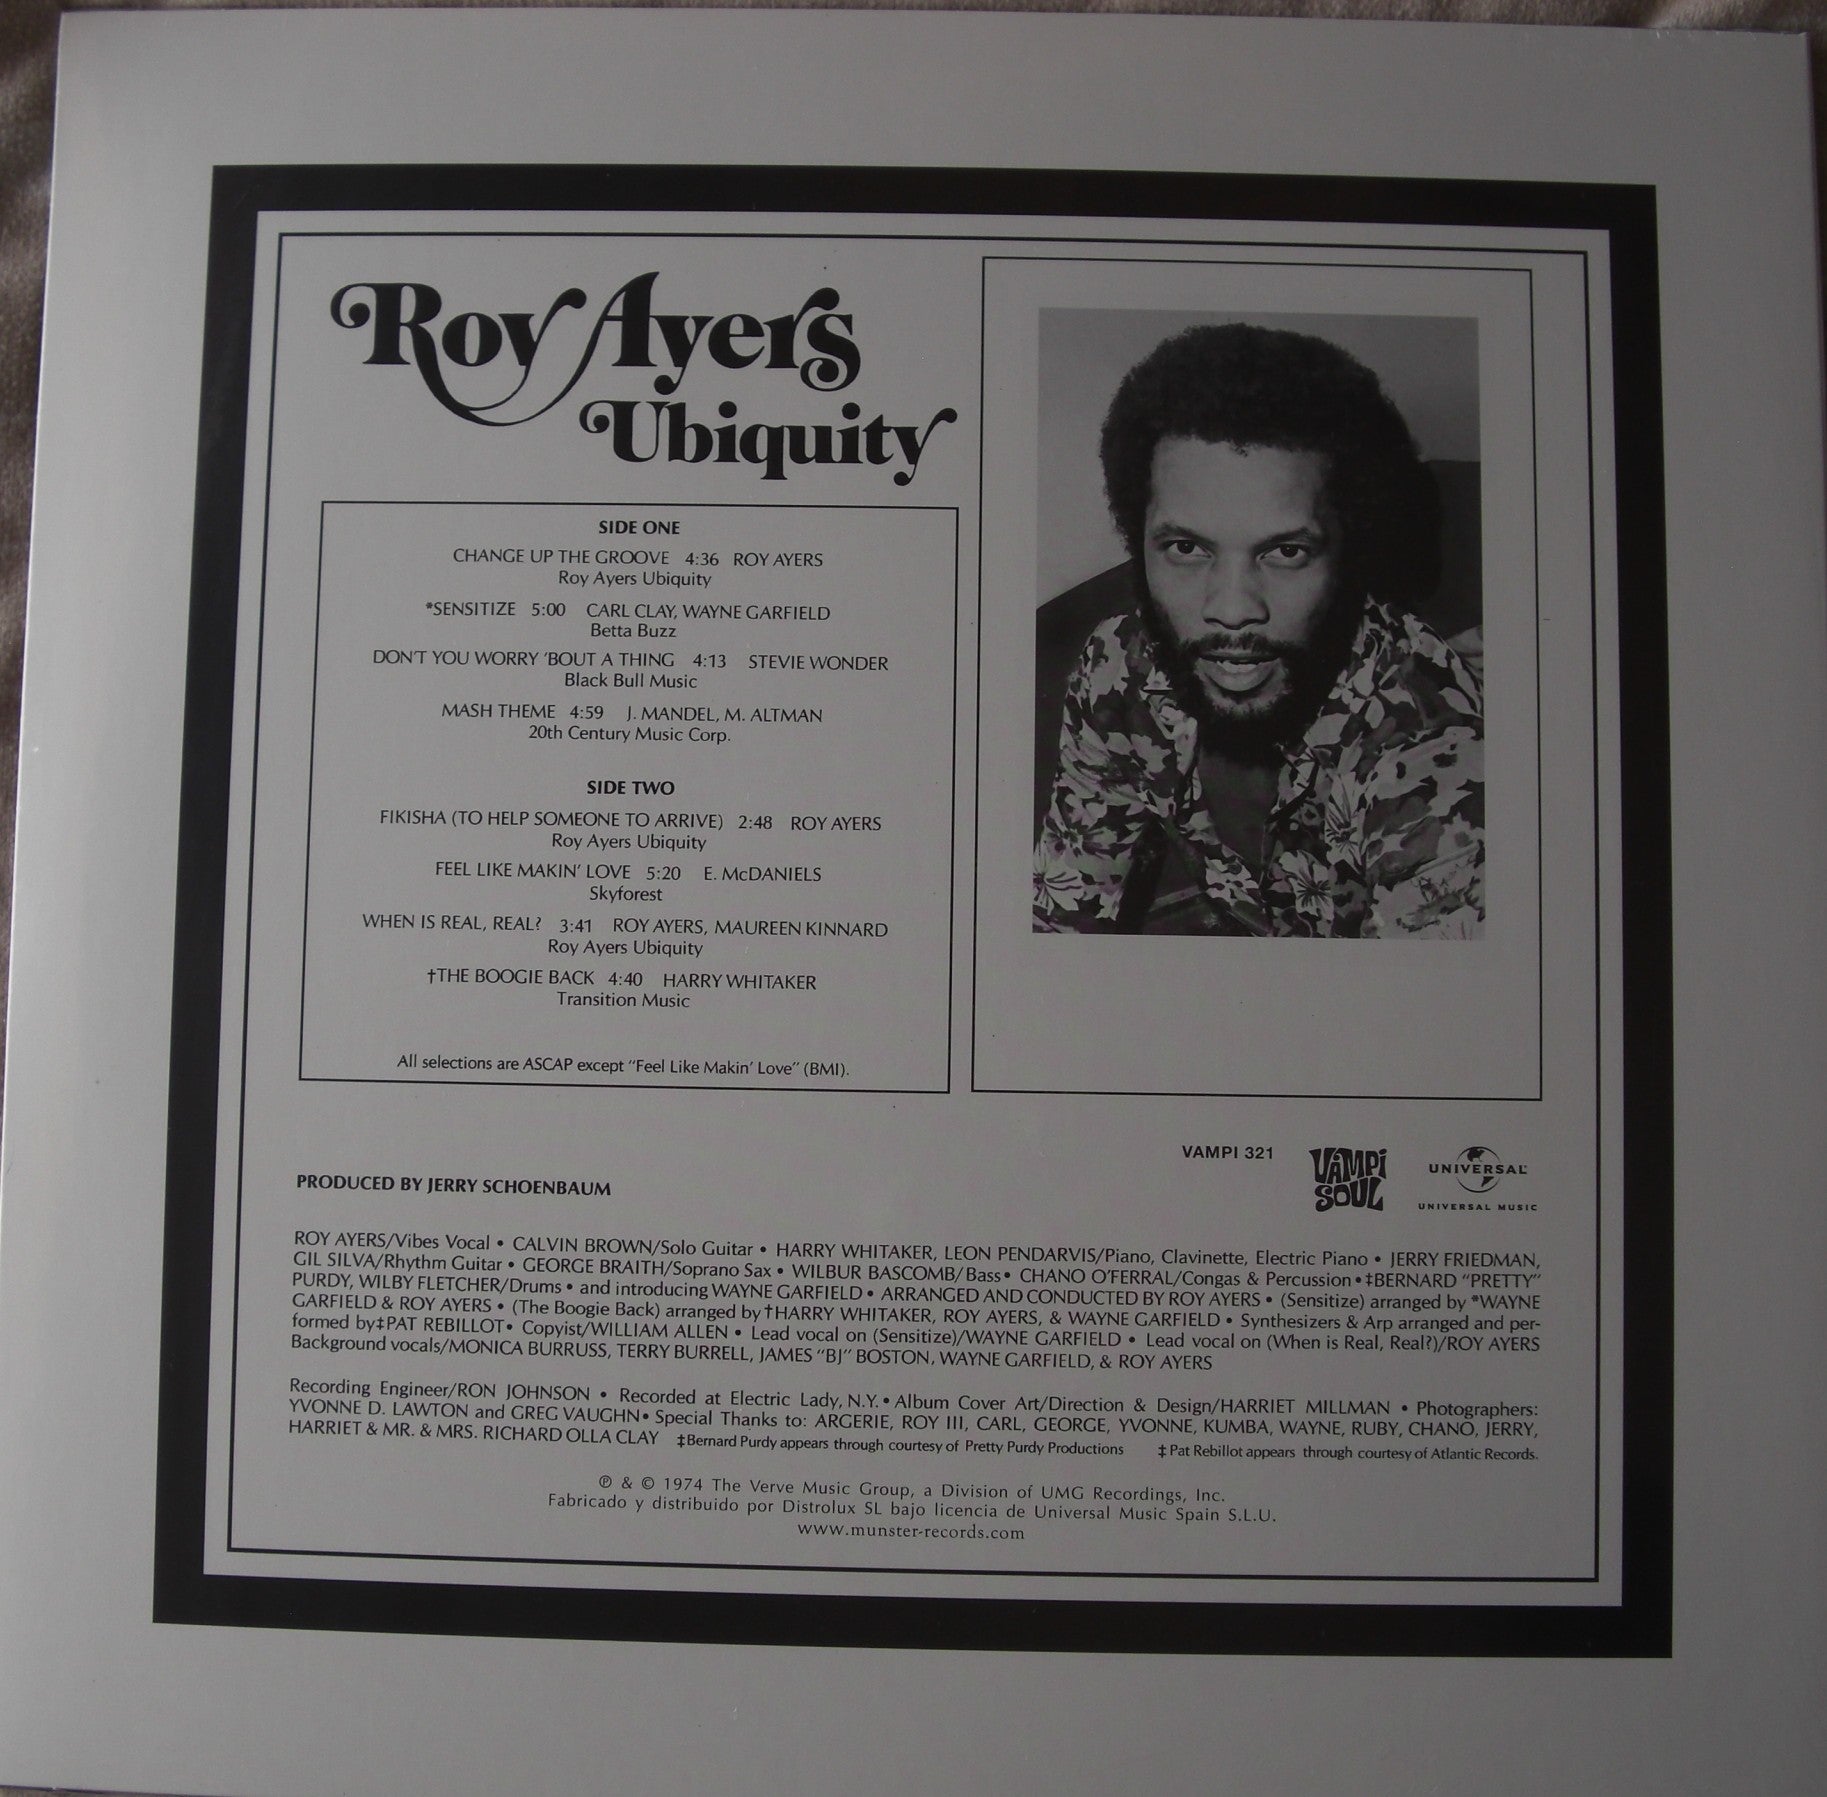 Roy Ayers
Ubiquity
SIDE ONE
CHANGE UP THE GROOVE 4:36 ROY AYERS
Roy Ayers Ubiquity
*SENSITIZE 5:00 CARL CLAY, WAYNE GARFIELD
Betta Buzz
DON'T YOU WORRY 'BOUT A THING 4:13 STEVIE WONDER
Black Bull Music
MASH THEME 4:59 J. MANDEL, M. ALTMAN
20th Century Music Corp.
SIDE TWO
FIKISHA (TO HELP SOMEONE TO ARRIVE) 2:48 ROY AYERS
Roy Ayers Ubiquity
FEEL LIKE MAKIN' LOVE 5:20 E. McDANIELS
Skyforest
WHEN IS REAL, REAL? 3:41 ROY AYERS, MAUREEN KINNARD
Roy Ayers Ubiquity
†THE BOOGIE BACK 4:40 HARRY WHITAKER
Transition Music
All selections are ASCAP except "Feel Like Makin' Love" (BMI).
VAMPI 321
VAMPi
SOUL
UNIVERSAL
UNIVERSAL MUSIC
PRODUCED BY JERRY SCHOENBAUM
ROY AYERS/Vibes Vocal • CALVIN BROWN/Solo Guitar • HARRY WHITAKER, LEON PENDARVIS/Piano, Clavinette, Electric Piano • JERRY FRIEDMAN,
GIL SILVA/Rhythm Guitar • GEORGE BRAITH/Soprano Sax • WILBUR BASCOMB/Bass • CHANO O'FERRAL/Congas & Percussion • ‡BERNARD "PRETTY"
PURDY, WILBY FLETCHER/Drums • and introducing WAYNE GARFIELD • ARRANGED AND CONDUCTED BY ROY AYERS • (Sensitize) arranged by *WAYNE
GARFIELD & ROY AYERS • (The Boogie Back) arranged by †HARRY WHITAKER, ROY AYERS, & WAYNE GARFIELD • Synthesizers & Arp arranged and per-
formed by ‡PAT REBILLOT • Copyist/WILLIAM ALLEN • Lead vocal on (Sensitize)/WAYNE GARFIELD • Lead vocal on (When is Real, Real?)/ROY AYERS
Background vocals/MONICA BURRUSS, TERRY BURRELL, JAMES "BJ" BOSTON, WAYNE GARFIELD, & ROY AYERS
Recording Engineer/RON JOHNSON • Recorded at Electric Lady, N.Y. • Album Cover Art/Direction & Design/HARRIET MILLMAN • Photographers:
YVONNE D. LAWTON and GREG VAUGHN • Special Thanks to: ARGERIE, ROY III, CARL, GEORGE, YVONNE, KUMBA, WAYNE, RUBY, CHANO, JERRY,
HARRIET & MR. & MRS. RICHARD OLLA CLAY ‡Bernard Purdy appears through courtesy of Pretty Purdy Productions ‡ Pat Rebillot appears through courtesy of Atlantic Records.
℗ & © 1974 The Verve Music Group, a Division of UMG Recordings, Inc.
Fabricado y distribuido por Distrolux SL bajo licencia de Universal Music Spain S.L.U.
www.munster-records.com